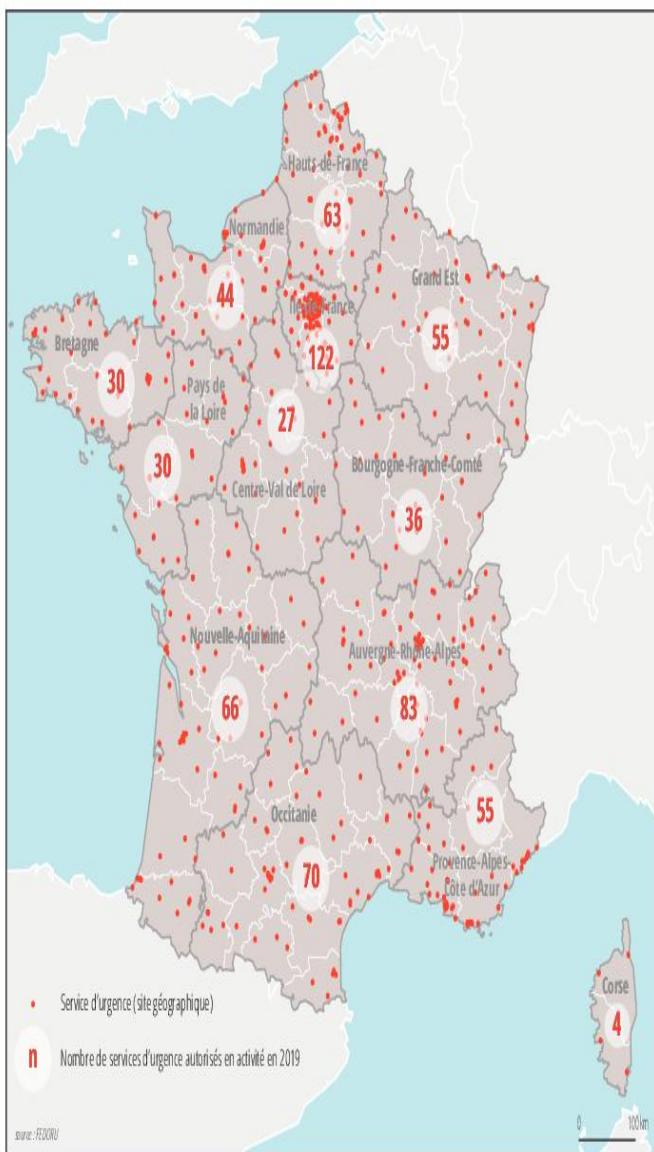 Hauts-de-France
63
Normandie
44
Grand Est
55
Île-de-France
122
Bretagne
30
Pays de
la Loire
30
27
Centre-Val de Loire
Bourgogne-Franche-Comté
36
Nouvelle-Aquitaine
66
Auvergne-Rhône-Alpes
83
55
Provence-Alpes-
Côte d'Azur
Occitanie
70
Corse
4
Service d'urgence (site géographique)
n
Nombre de services d'urgence autorisés en activité en 2019
source : FEDORU
0
100 km